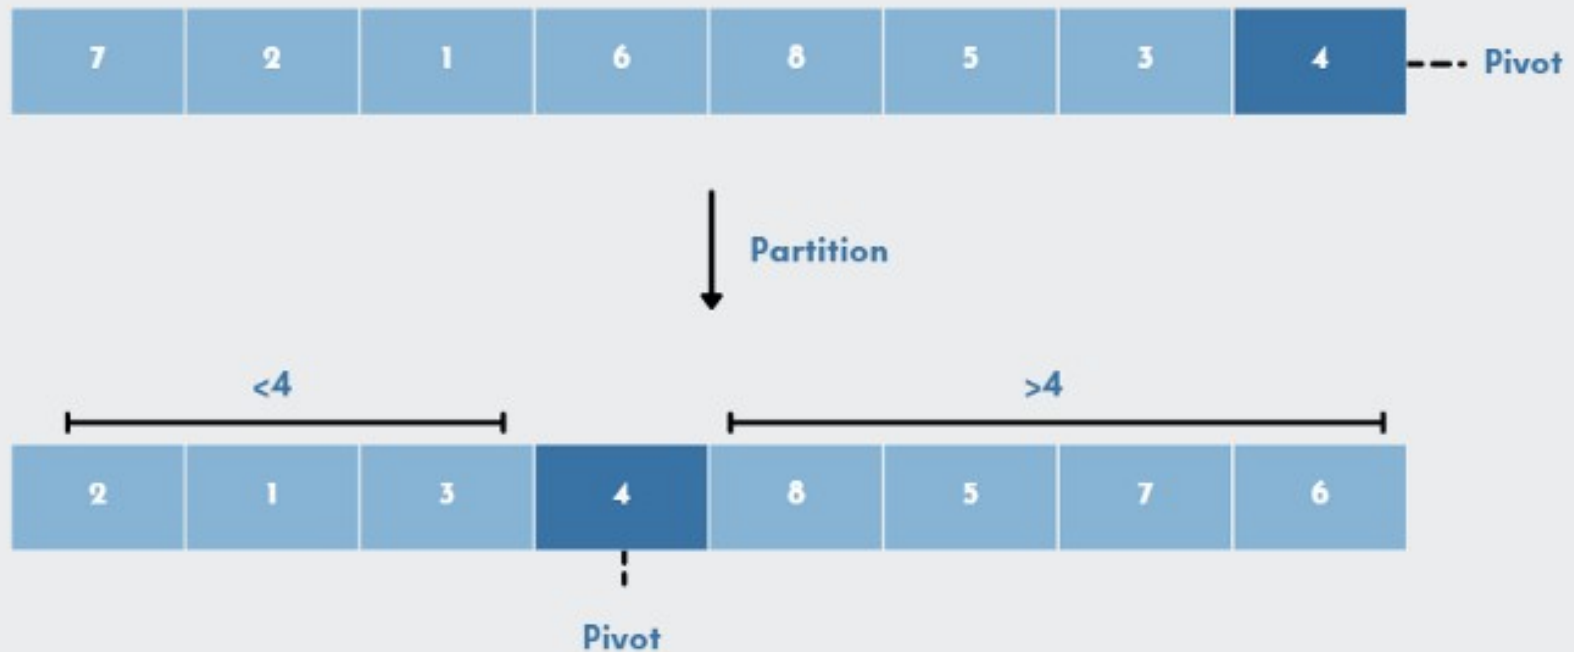 7 2 1 6 8 5 3 4 Pivot
Partition
<4 >4
2 1 3 4 8 5 7 6
Pivot